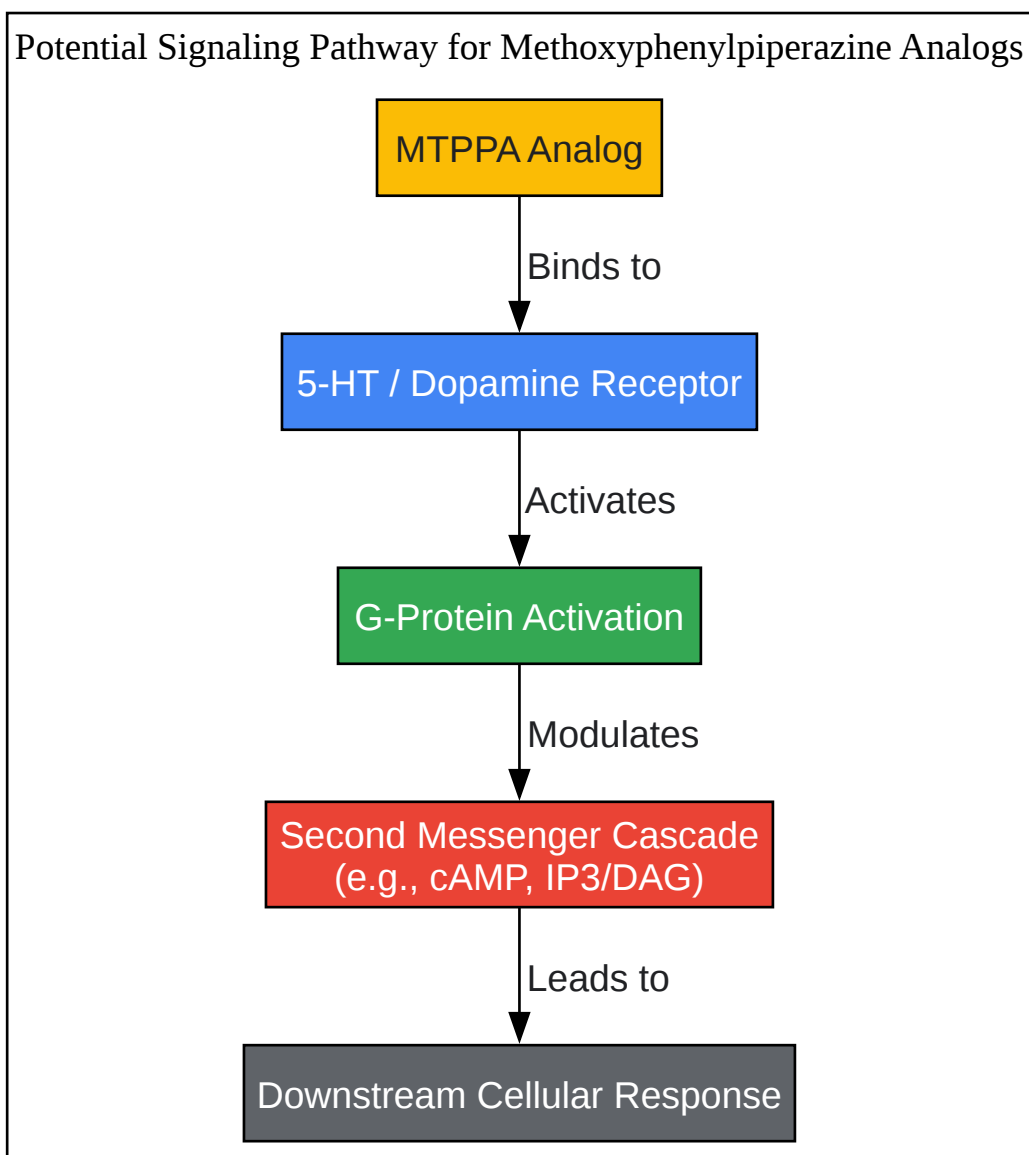 Potential Signaling Pathway for Methoxyphenylpiperazine Analogs
MTPPA Analog
Binds to
5-HT / Dopamine Receptor
Activates
G-Protein Activation
Modulates
Second Messenger Cascade
(e.g., cAMP, IP3/DAG)
Leads to
Downstream Cellular Response